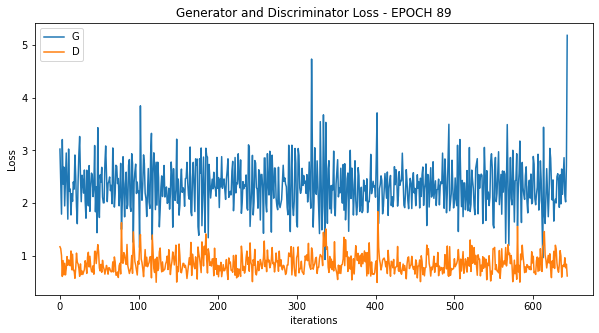 Generator and Discriminator Loss - EPOCH 89
G
D
Loss
5
4
3
2
1
0 100 200 300 400 500 600
iterations